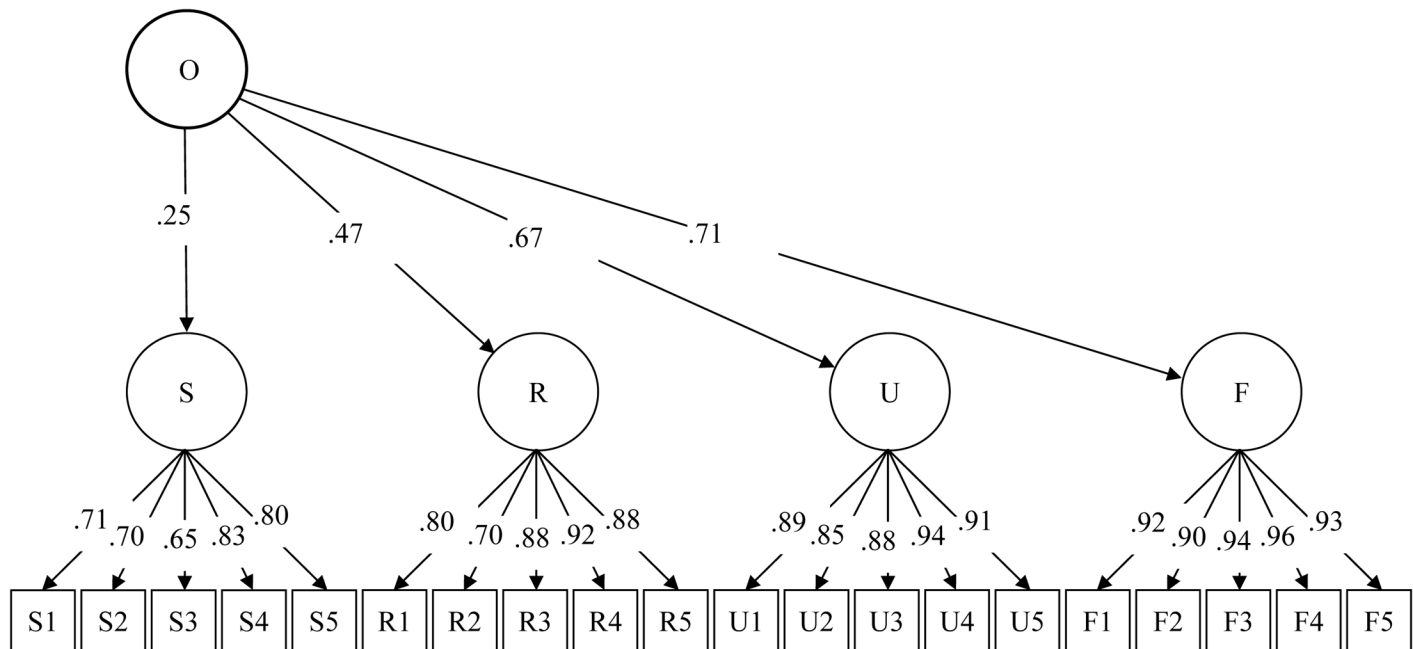 O
.25
.47
.67
.71
S
R
U
F
.71 .70 .65 .83 .80
.80 .70 .88 .92 .88
.89 .85 .88 .94 .91
.92 .90 .94 .96 .93
S1 S2 S3 S4 S5 R1 R2 R3 R4 R5 U1 U2 U3 U4 U5 F1 F2 F3 F4 F5